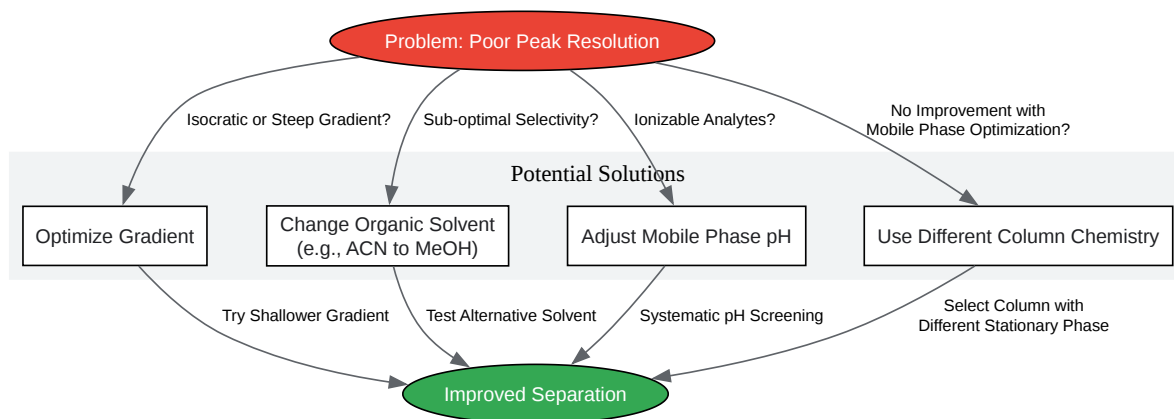 Problem: Poor Peak Resolution
Isocratic or Steep Gradient?
Sub-optimal Selectivity?
Ionizable Analytes?
No Improvement with
Mobile Phase Optimization?
Potential Solutions
Optimize Gradient
Change Organic Solvent
(e.g., ACN to MeOH)
Adjust Mobile Phase pH
Use Different Column Chemistry
Try Shallower Gradient
Test Alternative Solvent
Systematic pH Screening
Select Column with
Different Stationary Phase
Improved Separation